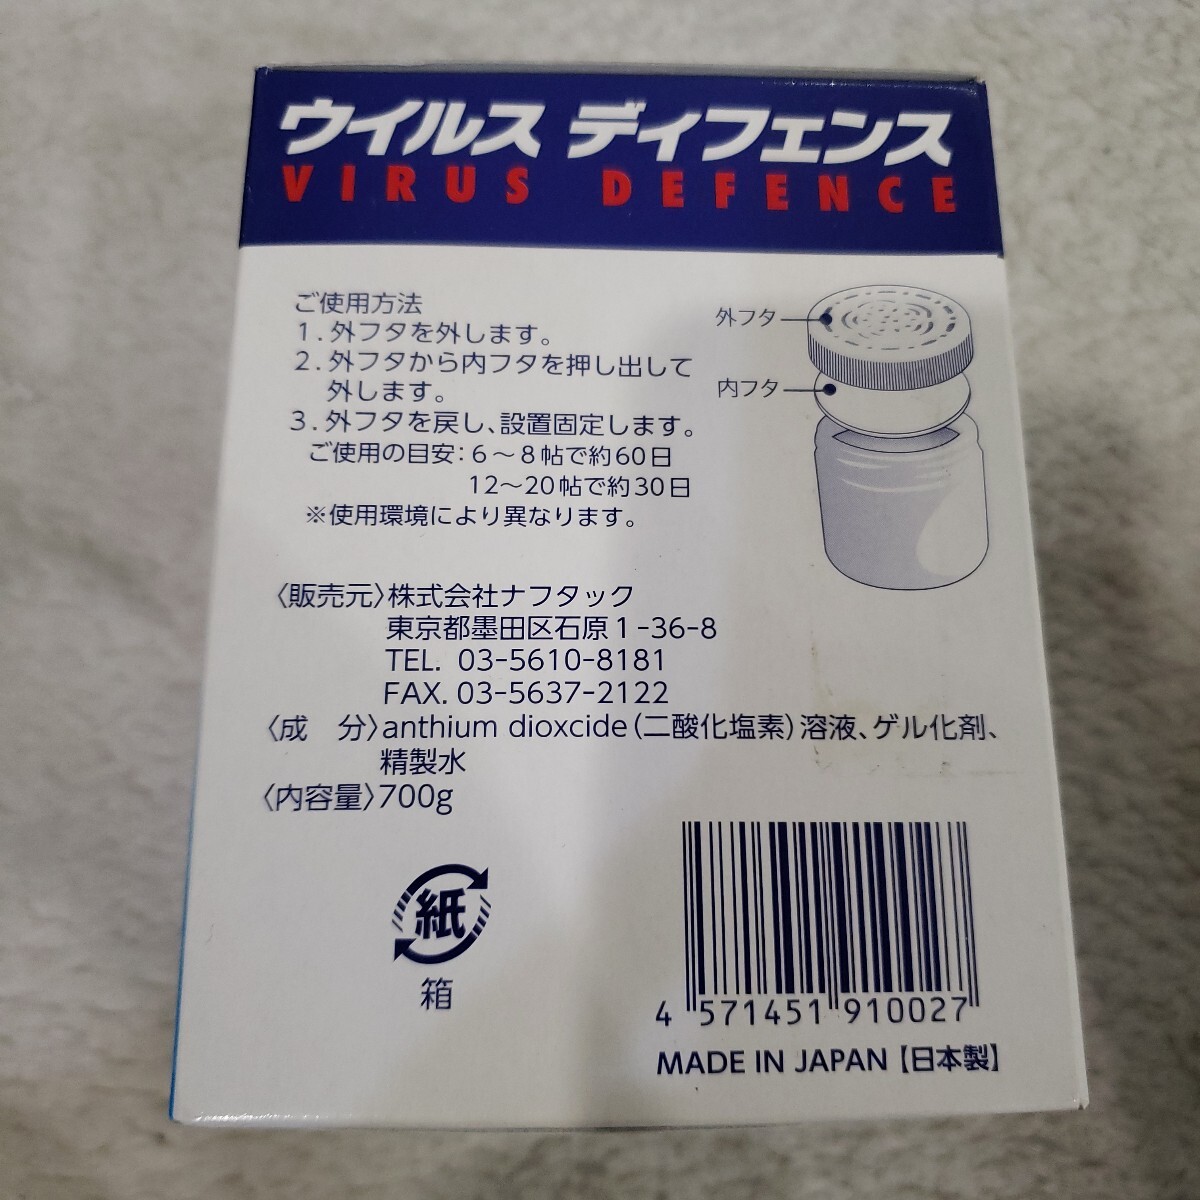 ウイルス ディフェンス
VIRUS DEFENCE
ご使用方法
1.外フタを外します。
2.外フタから内フタを押し出して
外します。
3.外フタを戻し、設置固定します。
ご使用の目安：6～8帖で約60日
12～20帖で約30日
※使用環境により異なります。
外フタ
内フタ
〈販売元〉株式会社ナフタック
東京都墨田区石原1-36-8
TEL. 03-5610-8181
FAX. 03-5637-2122
〈成　分〉anthium dioxcide（二酸化塩素）溶液、ゲル化剤、
精製水
〈内容量〉700g
紙
箱
4 571451 910027
MADE IN JAPAN【日本製】